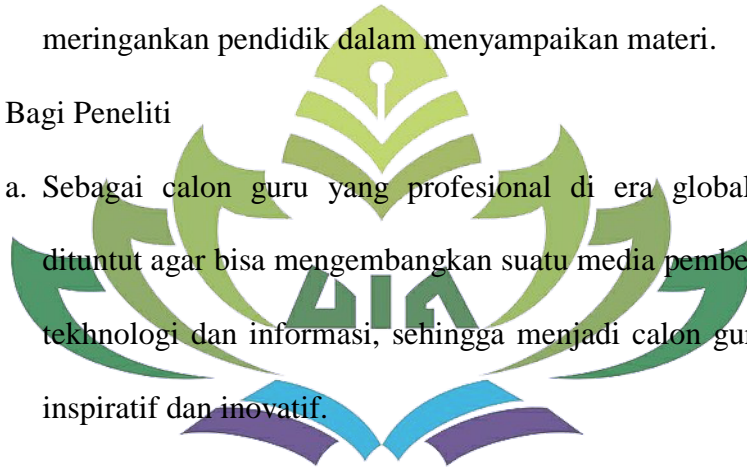 meringankan pendidik dalam menyampaikan materi.
Bagi Peneliti
a. Sebagai calon guru yang profesional di era global
dituntut agar bisa mengembangkan suatu media pembe
tekhnologi dan informasi, sehingga menjadi calon gur
inspiratif dan inovatif.